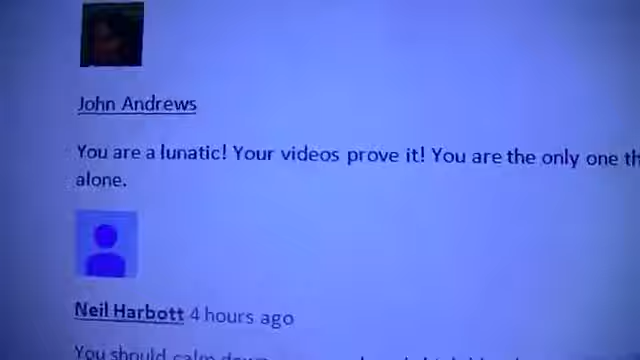 John Andrews
You are a lunatic! Your videos prove it! You are the only one th
alone.
Neil Harbott 4 hours ago
You should calm down